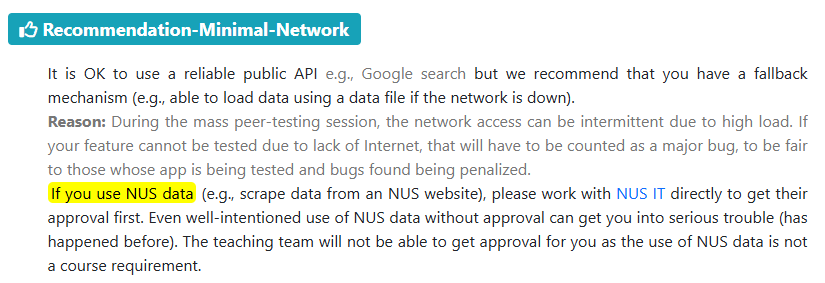 Recommendation-Minimal-Network
It is OK to use a reliable public API e.g., Google search but we recommend that you have a fallback
mechanism (e.g., able to load data using a data file if the network is down).
Reason: During the mass peer-testing session, the network access can be intermittent due to high load. If
your feature cannot be tested due to lack of Internet, that will have to be counted as a major bug, to be fair
to those whose app is being tested and bugs found being penalized.
If you use NUS data (e.g., scrape data from an NUS website), please work with NUS IT directly to get their
approval first. Even well-intentioned use of NUS data without approval can get you into serious trouble (has
happened before). The teaching team will not be able to get approval for you as the use of NUS data is not
a course requirement.